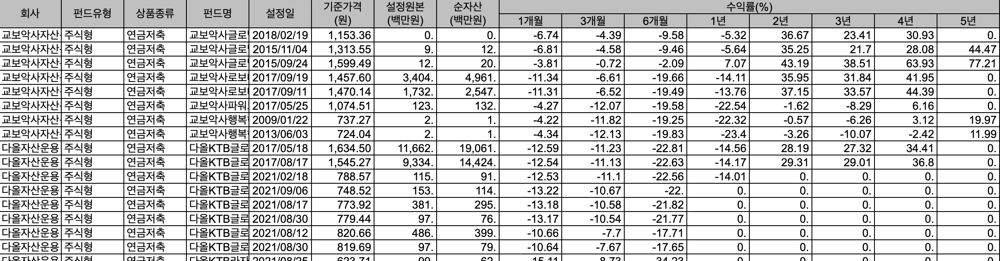 회사 펀드유형 상품종류 펀드명 설정일 기준가격 (원) 설정원본 (백만원) 순자산 (백만원) 수익률(%)
1개월 3개월 6개월 1년 2년 3년 4년 5년
교보악사자산 주식형 연금저축 교보악사글로 2018/02/19 1,153.36 0. 0. -6.74 -4.39 -9.58 -5.32 36.67 23.41 30.93 0.
교보악사자산 주식형 연금저축 교보악사글로 2015/11/04 1,313.55 9. 12. -6.81 -4.58 -9.46 -5.64 35.25 21.7 28.08 44.47
교보악사자산 주식형 연금저축 교보악사글로 2015/09/24 1,599.49 12. 20. -3.81 -0.72 -2.09 7.07 43.19 38.51 63.93 77.21
교보악사자산 주식형 연금저축 교보악사로보 2017/09/19 1,457.60 3,404. 4,961. -11.34 -6.61 -19.66 -14.11 35.95 31.84 41.95 0.
교보악사자산 주식형 연금저축 교보악사로보 2017/09/11 1,470.14 1,732. 2,547. -11.31 -6.52 -19.49 -13.76 37.15 33.57 44.39 0.
교보악사자산 주식형 연금저축 교보악사파워 2017/05/25 1,074.51 123. 132. -4.27 -12.07 -19.58 -22.54 -1.62 -8.29 6.16 0.
교보악사자산 주식형 연금저축 교보악사행복 2009/01/22 737.27 2. 1. -4.22 -11.82 -19.25 -22.32 -0.57 -6.26 3.12 19.97
교보악사자산 주식형 연금저축 교보악사행복 2013/06/03 724.04 2. 1. -4.34 -12.13 -19.83 -23.4 -3.26 -10.07 -2.42 11.99
다올자산운용 주식형 연금저축 다올KTB글로 2017/05/18 1,634.50 11,662. 19,061. -12.59 -11.23 -22.81 -14.56 28.19 27.32 34.41 0.
다올자산운용 주식형 연금저축 다올KTB글로 2017/08/17 1,545.27 9,334. 14,424. -12.54 -11.13 -22.63 -14.17 29.31 29.01 36.8 0.
다올자산운용 주식형 연금저축 다올KTB글로 2021/02/18 788.57 115. 91. -12.53 -11.1 -22.56 -14.01 0. 0. 0. 0.
다올자산운용 주식형 연금저축 다올KTB글로 2021/09/06 748.52 153. 114. -13.22 -10.67 -22. 0. 0. 0. 0. 0.
다올자산운용 주식형 연금저축 다올KTB글로 2021/08/17 773.92 381. 295. -13.18 -10.58 -21.82 0. 0. 0. 0. 0.
다올자산운용 주식형 연금저축 다올KTB글로 2021/08/30 779.44 97. 76. -13.17 -10.54 -21.77 0. 0. 0. 0. 0.
다올자산운용 주식형 연금저축 다올KTB글로 2021/08/12 820.66 486. 399. -10.66 -7.7 -17.71 0. 0. 0. 0. 0.
다올자산운용 주식형 연금저축 다올KTB글로 2021/08/30 819.69 97. 79. -10.64 -7.67 -17.65 0. 0. 0. 0. 0.
다올자산운용 주식형 연금저축